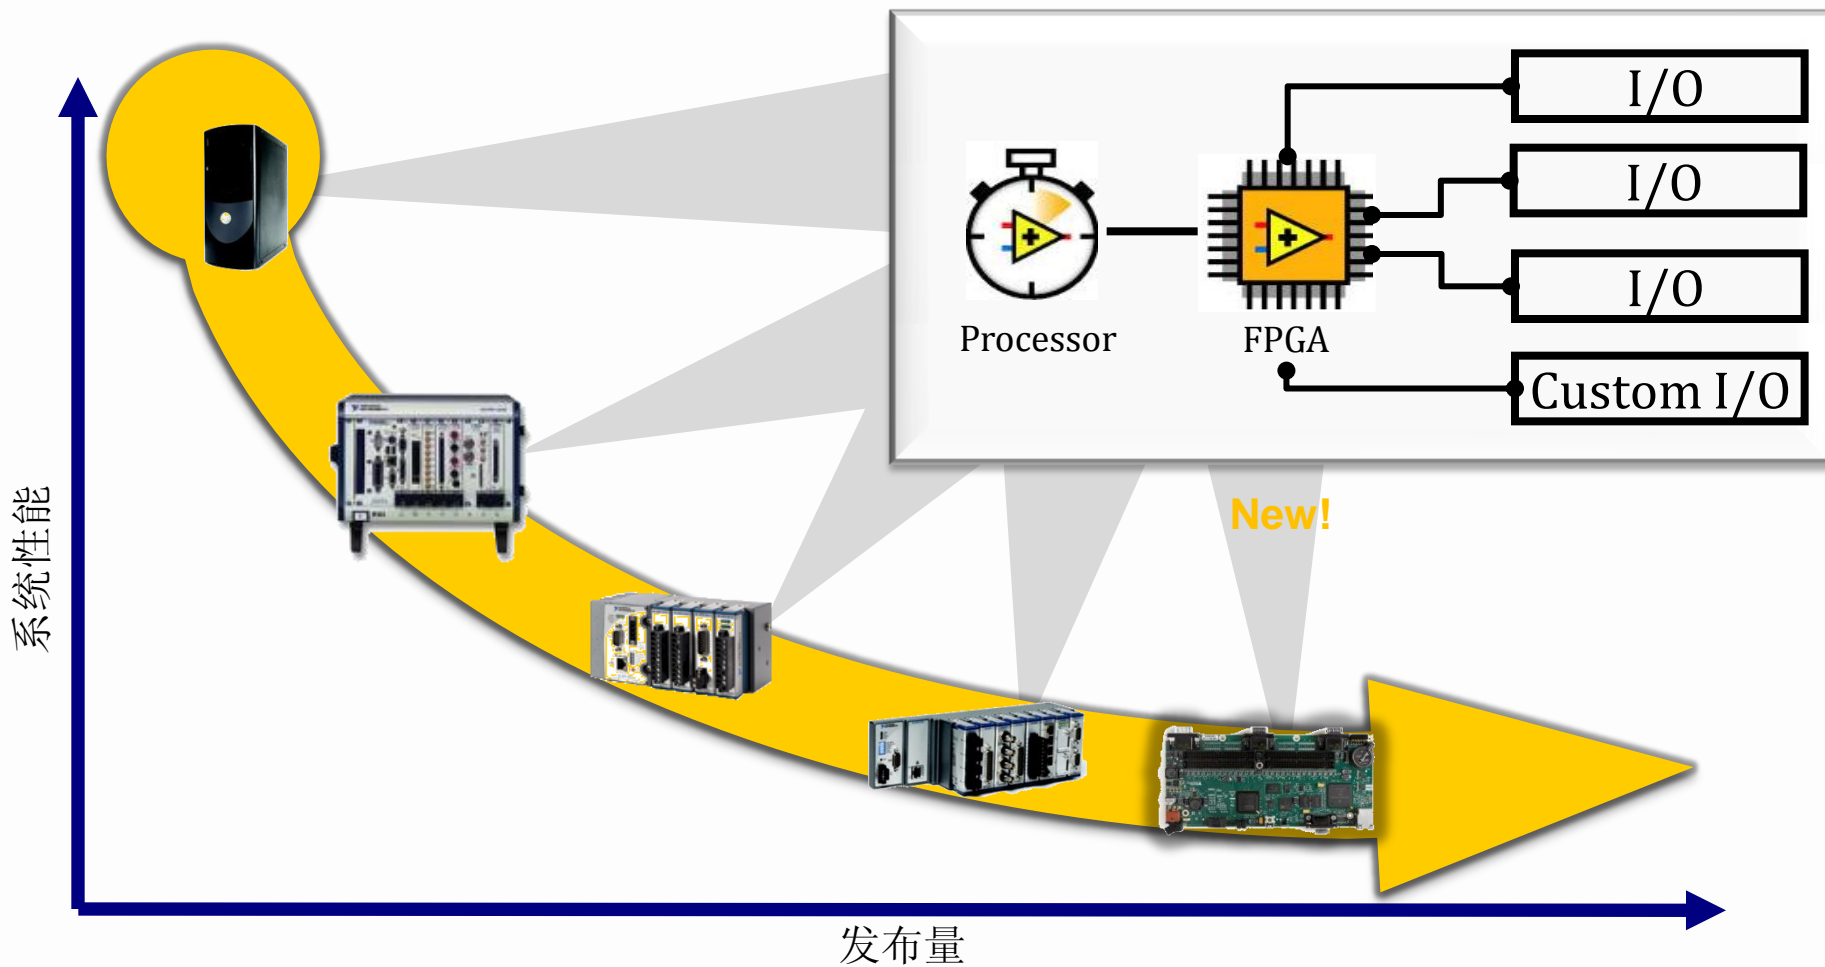 I/O
I/O
I/O
Custom I/O
Processor
FPGA
New!
系统性能
发布量